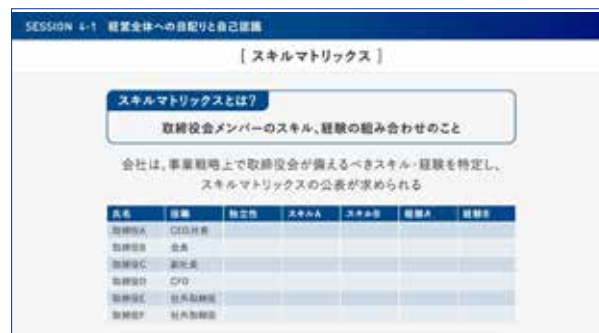 SESSION 4-1 経営全体への目配りと自己認識
[ スキルマトリックス ]
スキルマトリックスとは?
取締役会メンバーのスキル、経験の組み合わせのこと
会社は、事業戦略上で取締役会が備えるべきスキル・経験を特定し、
スキルマトリックスの公表が求められる
氏名 役職 独立性 スキルA スキルB 経験A 経験B
取締役A CEO社長
取締役B 会長
取締役C 副社長
取締役D CFO
取締役E 社外取締役
取締役F 社外取締役